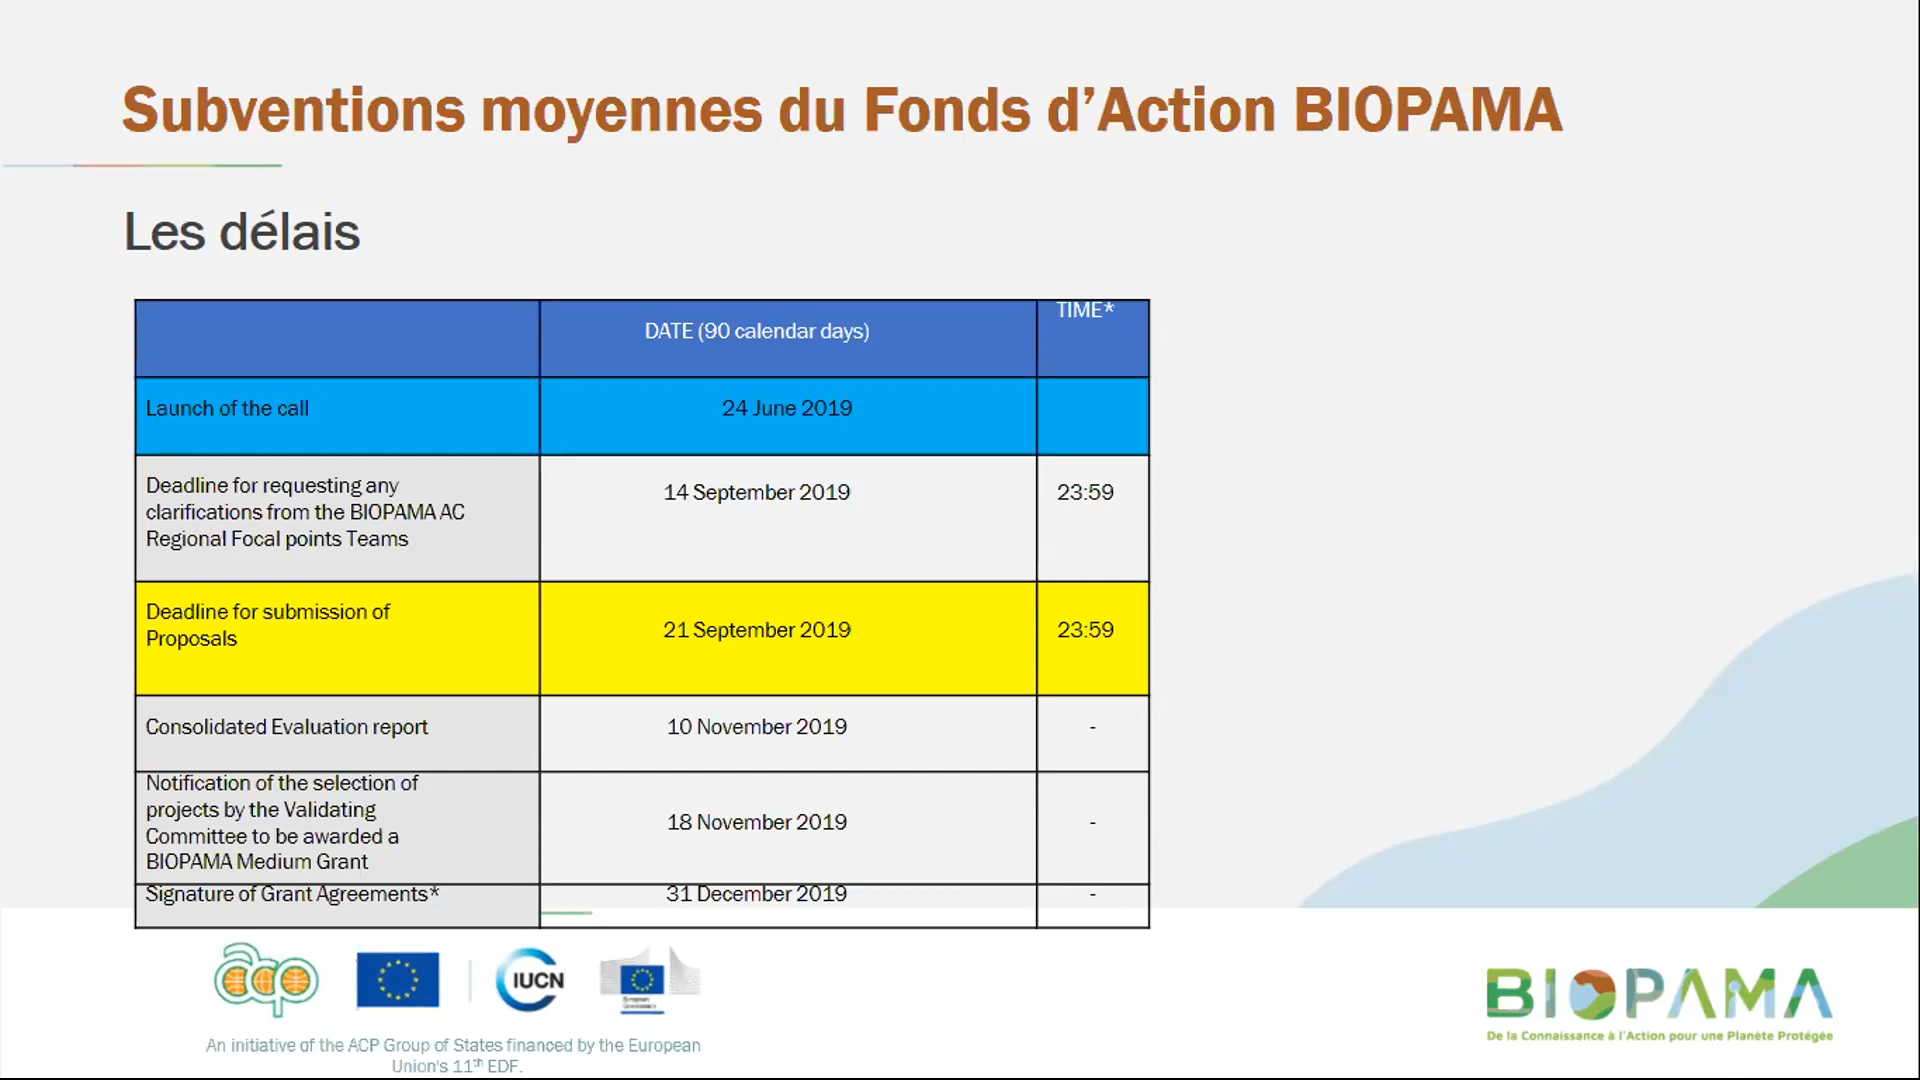 Subventions moyennes du Fonds d’Action BIOPAMA
Les délais
DATE (90 calendar days)
TIME*
Launch of the call
24 June 2019
Deadline for requesting any
clarifications from the BIOPAMA AC
Regional Focal points Teams
14 September 2019
23:59
Deadline for submission of
Proposals
21 September 2019
23:59
Consolidated Evaluation report
10 November 2019
-
Notification of the selection of
projects by the Validating
Committee to be awarded a
BIOPAMA Medium Grant
18 November 2019
-
Signature of Grant Agreements*
31 December 2019
-
acp
IUCN
An initiative of the ACP Group of States financed by the European
Union's 11th EDF.
BIOPAMA
De la Connaissance à l'Action pour une Planète Protégée